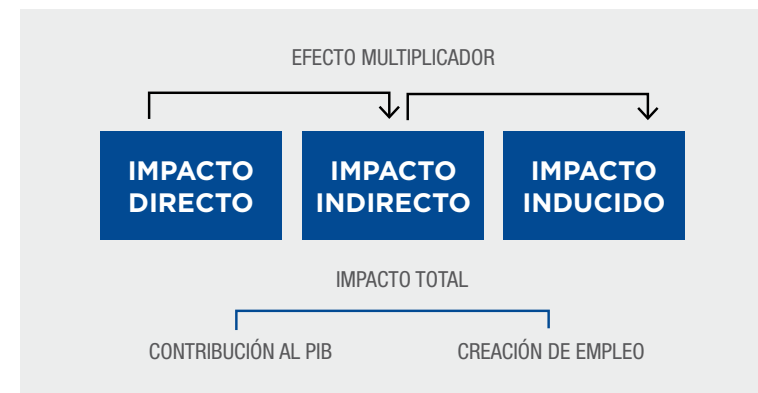 EFECTO MULTIPLICADOR
IMPACTO DIRECTO
IMPACTO INDIRECTO
IMPACTO INDUCIDO
IMPACTO TOTAL
CONTRIBUCIÓN AL PIB
CREACIÓN DE EMPLEO